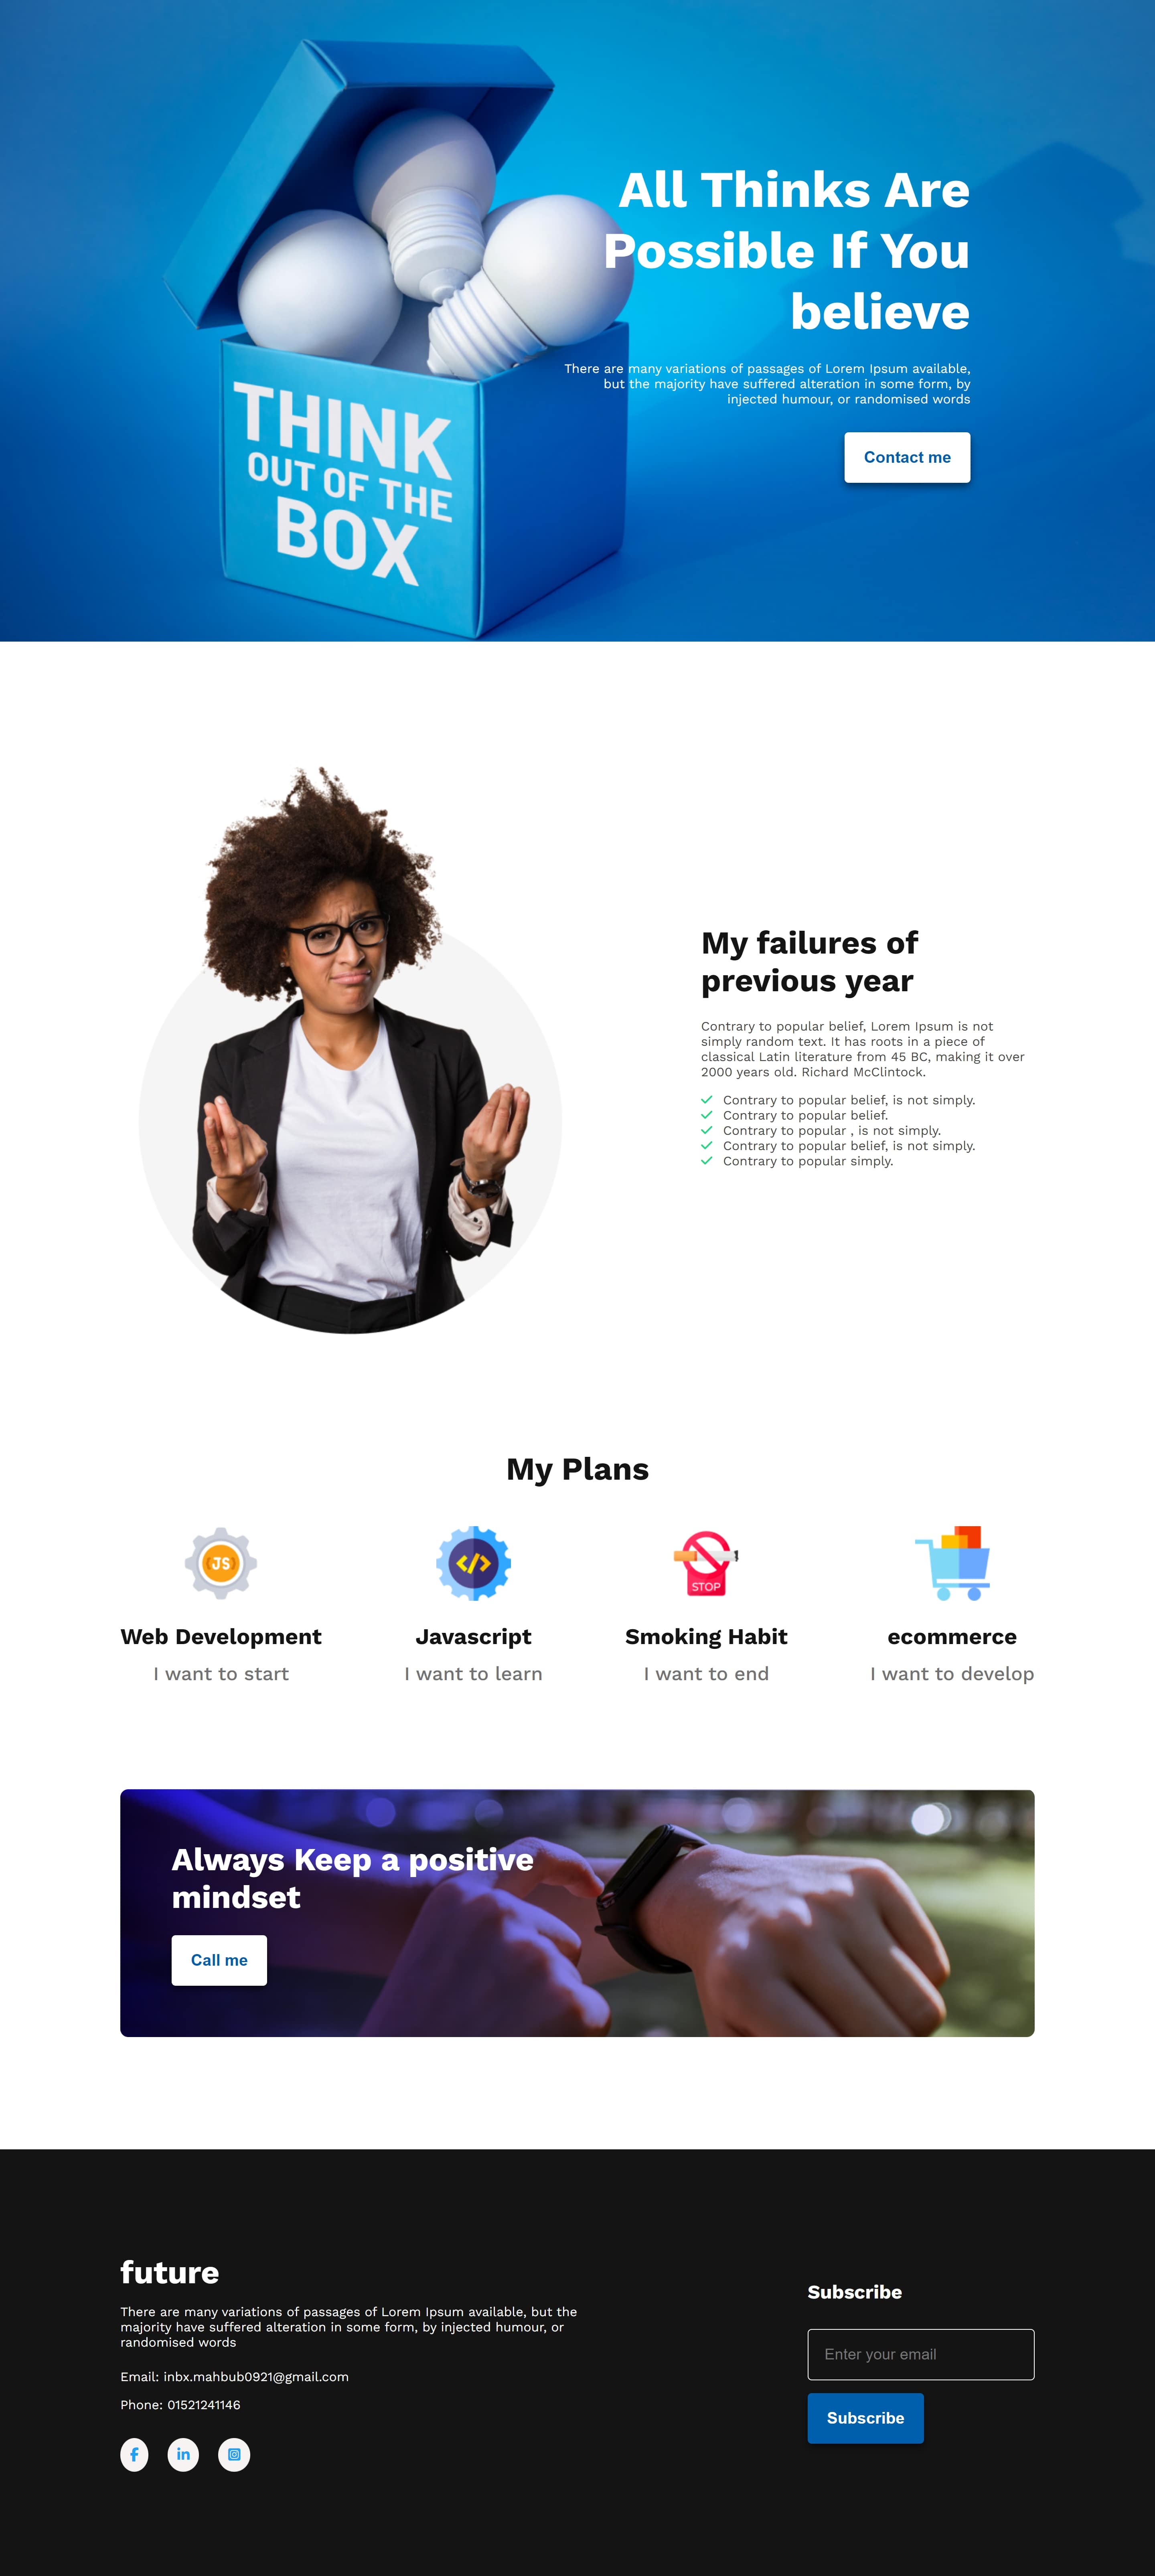 All Thinks Are
Possible If You
believe
There are many variations of passages of Lorem Ipsum available,
but the majority have suffered alteration in some form, by
injected humour, or randomised words
Contact me
THINK
OUT OF THE
BOX
My failures of
previous year
Contrary to popular belief, Lorem Ipsum is not
simply random text. It has roots in a piece of
classical Latin literature from 45 BC, making it over
2000 years old. Richard McClintock.
Contrary to popular belief, is not simply.
Contrary to popular belief.
Contrary to popular , is not simply.
Contrary to popular belief, is not simply.
Contrary to popular simply.
My Plans
JS
</>
STOP
Web Development
I want to start
Javascript
I want to learn
Smoking Habit
I want to end
ecommerce
I want to develop
Always Keep a positive
mindset
Call me
future
There are many variations of passages of Lorem Ipsum available, but the
majority have suffered alteration in some form, by injected humour, or
randomised words
Email: inbx.mahbub0921@gmail.com
Phone: 01521241146
f
in
Subscribe
Enter your email
Subscribe